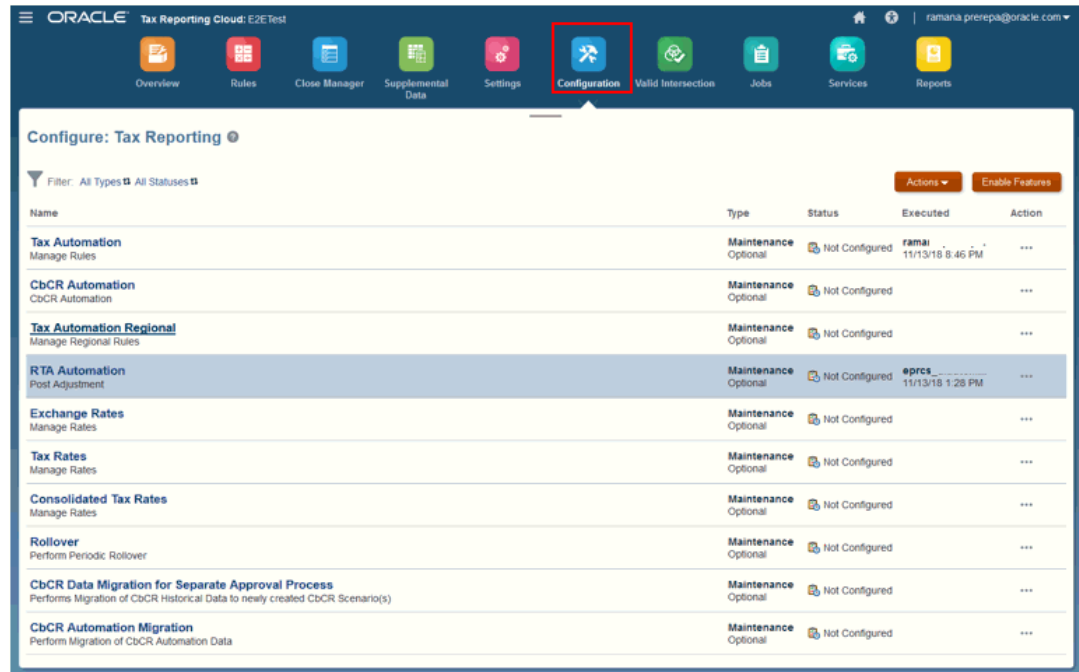 ORACLE Tax Reporting Cloud: E2ETest ramana.prerepa@oracle.com
Overview Rules Close Manager Supplemental Data Settings Configuration Valid Intersection Jobs Services Reports
Configure: Tax Reporting
Filter: All Types All Statuses Actions Enable Features
Name Type Status Executed Action
Tax Automation Maintenance Not Configured
Manage Rules Optional 11/13/18 8:46 PM
CbCR Automation Maintenance Not Configured
CbCR Automation Optional
Tax Automation Regional Maintenance Not Configured
Manage Regional Rules Optional
RTA Automation Maintenance Not Configured
Post Adjustment Optional 11/13/18 1:28 PM
Exchange Rates Maintenance Not Configured
Manage Rates Optional
Tax Rates Maintenance Not Configured
Manage Rates Optional
Consolidated Tax Rates Maintenance Not Configured
Manage Rates Optional
Rollover Maintenance Not Configured
Perform Periodic Rollover Optional
CbCR Data Migration for Separate Approval Process Maintenance Not Configured
Performs Migration of CbCR Historical Data to newly created CbCR Scenario(s) Optional
CbCR Automation Migration Maintenance Not Configured
Perform Migration of CbCR Automation Data Optional